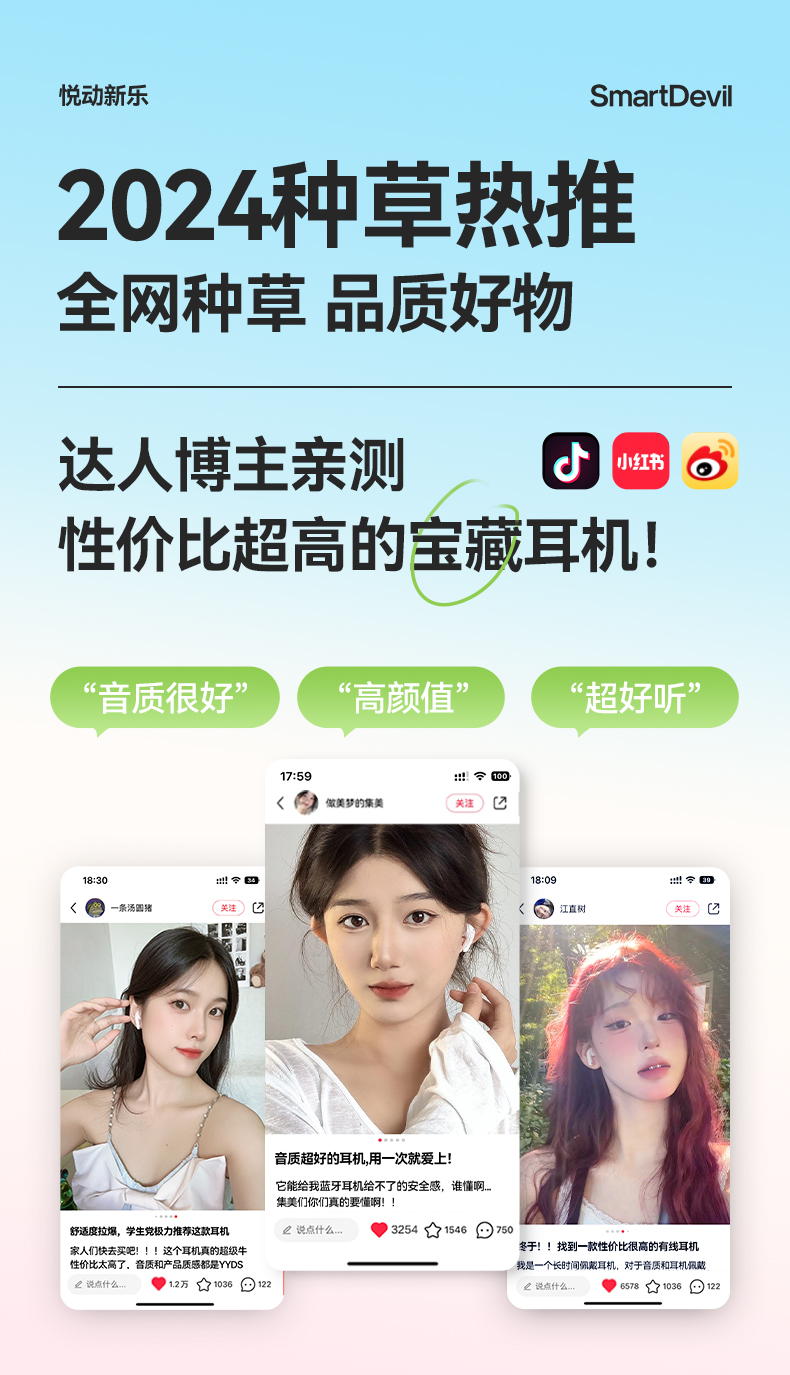 悦动新乐
SmartDevil
2024种草热推
全网种草 品质好物
达人博主亲测
小红书
性价比超高的宝藏耳机!
“音质很好”
“高颜值”
“超好听”
17:59
100
做美梦的集美
关注
音质超好的耳机,用一次就爱上!
它能给我蓝牙耳机给不了的安全感，谁懂啊...
集美们你们真的要懂啊！!
说点什么...
3254
1546
750
18:30
34
一条汤圆猪
关注
舒适度拉爆，学生党极力推荐这款耳机
家人们快去买吧！！！这个耳机真的超级牛
性价比太高了，音质和产品质感都是YYDS
说点什么...
1.2万
1036
122
18:09
39
江直树
关注
终于！！找到一款性价比很高的有线耳机
我是一个长时间佩戴耳机，对于音质和耳机佩戴
说点什么...
6578
1036
122